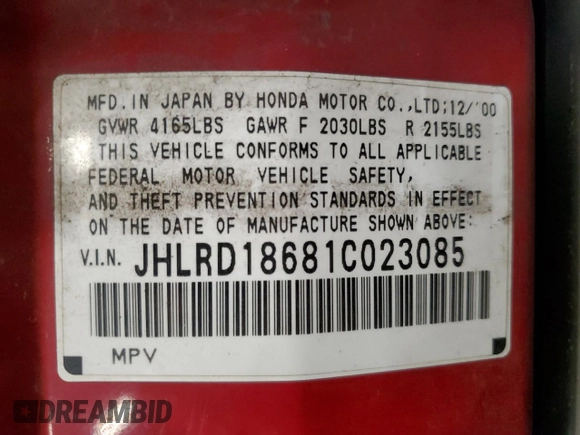 MFD. IN JAPAN BY HONDA MOTOR CO.,LTD;12/'00
GVWR 4165LBS GAWR F 2030LBS R 2155LBS
THIS VEHICLE CONFORMS TO ALL APPLICABLE
FEDERAL MOTOR VEHICLE SAFETY,
AND THEFT PREVENTION STANDARDS IN EFFECT
ON THE DATE OF MANUFACTURE SHOWN ABOVE:
V.I.N. JHLRD18681C023085
MPV
DREAMBID